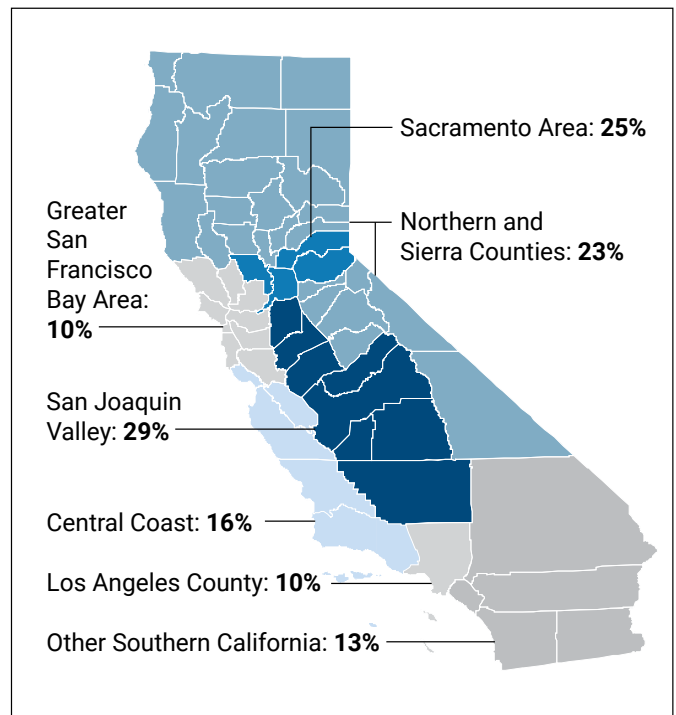 Sacramento Area: 25%
Northern and
Sierra Counties: 23%
Greater
San
Francisco
Bay Area:
10%
San Joaquin
Valley: 29%
Central Coast: 16%
Los Angeles County: 10%
Other Southern California: 13%